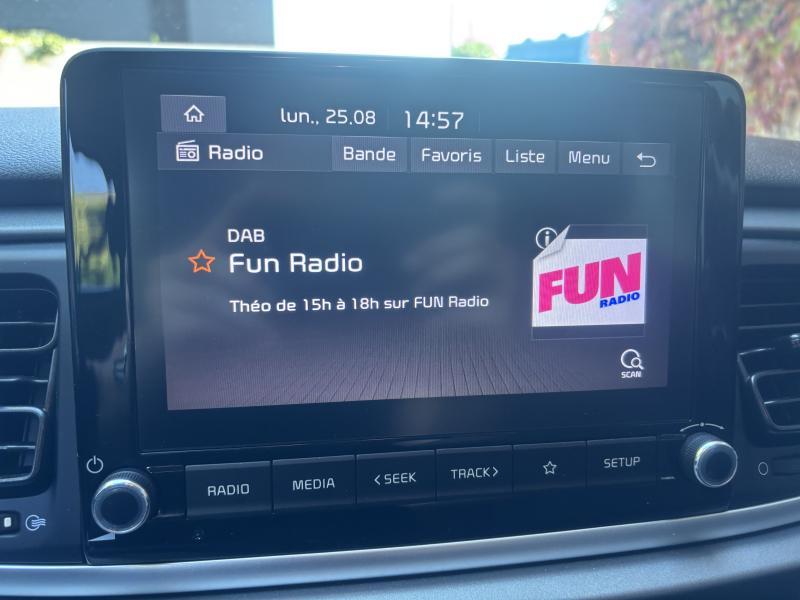 lun., 25.08 14:57
Radio Bande Favoris Liste Menu
DAB
Fun Radio
Théo de 15h à 18h sur FUN Radio
FUN
RADIO
SCAN
RADIO MEDIA <SEEK TRACK> SETUP